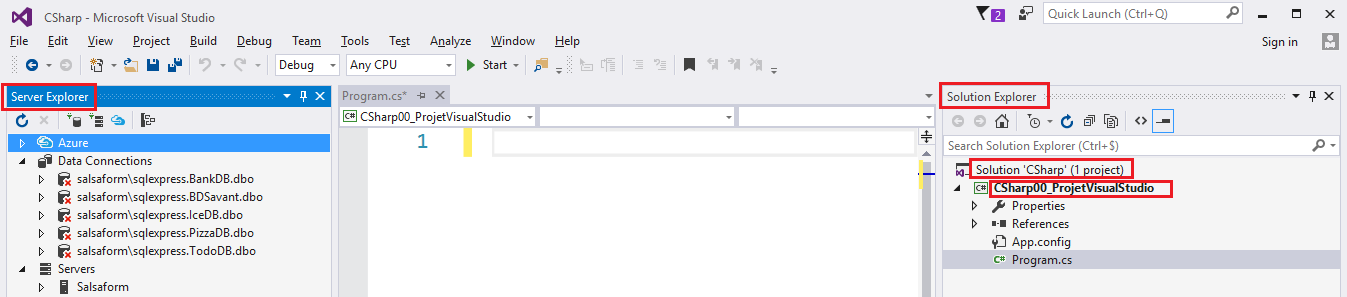 CSharp - Microsoft Visual Studio
2
Quick Launch (Ctrl+Q)
File Edit View Project Build Debug Team Tools Test Analyze Window Help
Sign in
Debug Any CPU Start
Server Explorer
Azure
Data Connections
salsaform\sqlexpress.BankDB.dbo
salsaform\sqlexpress.BDSavant.dbo
salsaform\sqlexpress.IceDB.dbo
salsaform\sqlexpress.PizzaDB.dbo
salsaform\sqlexpress.TodoDB.dbo
Servers
Salsaform
Program.cs*
C# CSharp00_ProjetVisualStudio
1
Solution Explorer
Search Solution Explorer (Ctrl+$)
Solution 'CSharp' (1 project)
C# CSharp00_ProjetVisualStudio
Properties
References
App.config
C# Program.cs